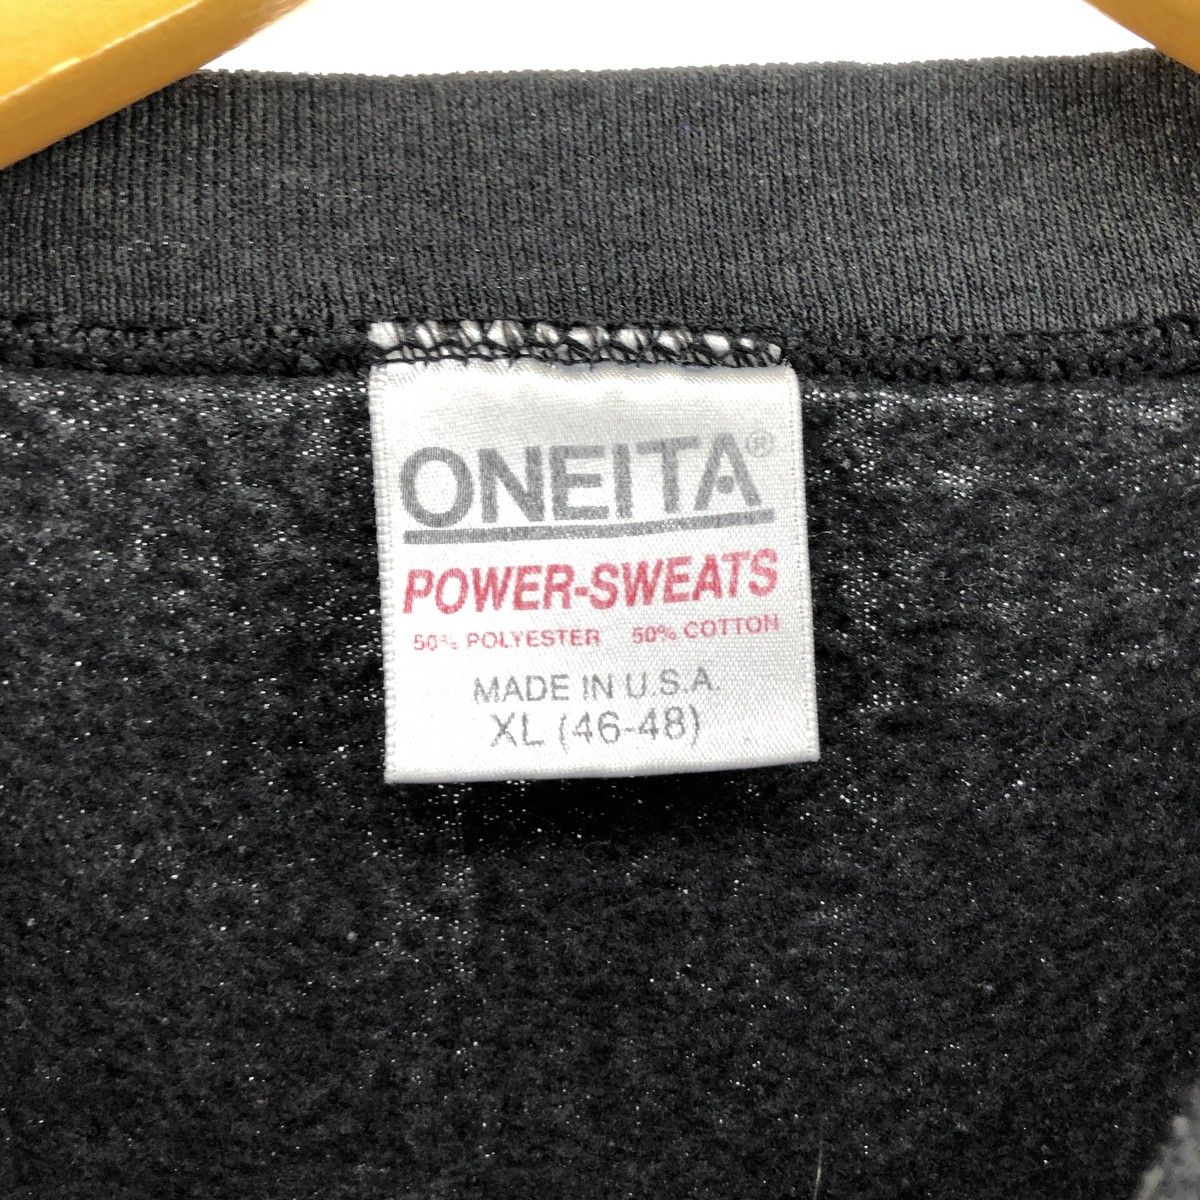 ONEITA®
POWER-SWEATS
50% POLYESTER 50% COTTON
MADE IN U.S.A.
XL (46-48)